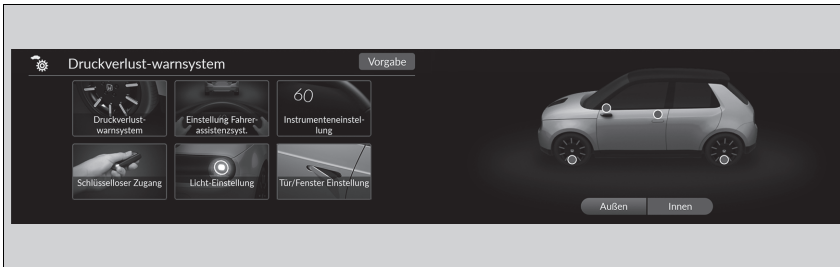 Druckverlust-warnsystem
Vorgabe
Druckverlust-
warnsystem
Einstellung Fahrer-
assistenzsyst.
60
Instrumenteneinstel-
lung
Schlüsselloser Zugang
Licht-Einstellung
Tür/Fenster Einstellung
Außen
Innen